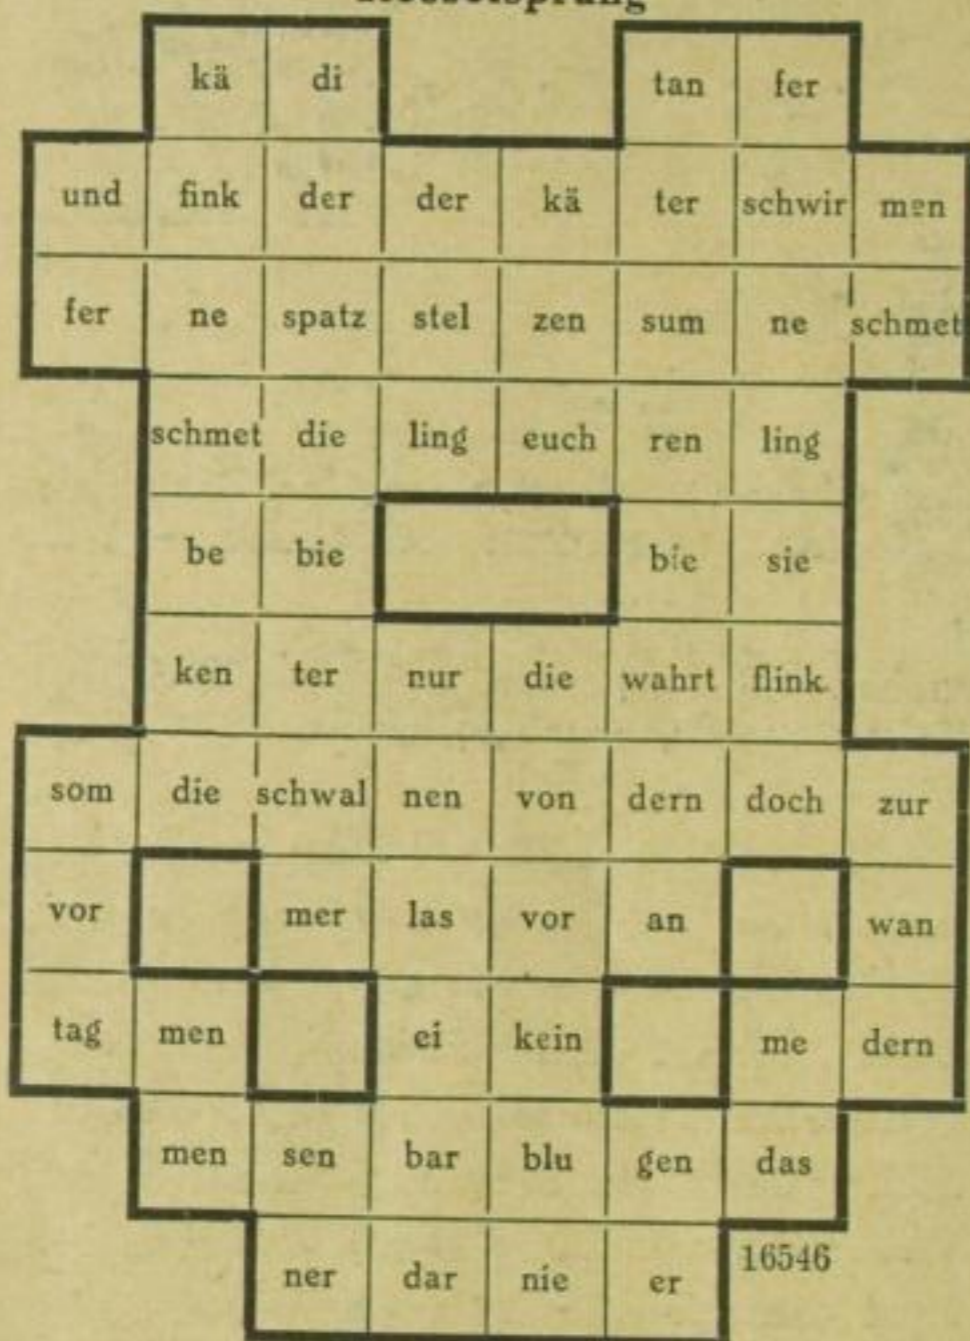 kä di tan fer
und fink der der kä ter schwir men
fer ne spatz stel zen sum ne schmet
schmet die ling euch ren ling
be bie bie sie
ken ter nur die wahrt flink
som die schwal nen von dern doch zur
vor mer las vor an wan
tag men ei kein me dern
men sen bar blu gen das
ner dar nie er
16546